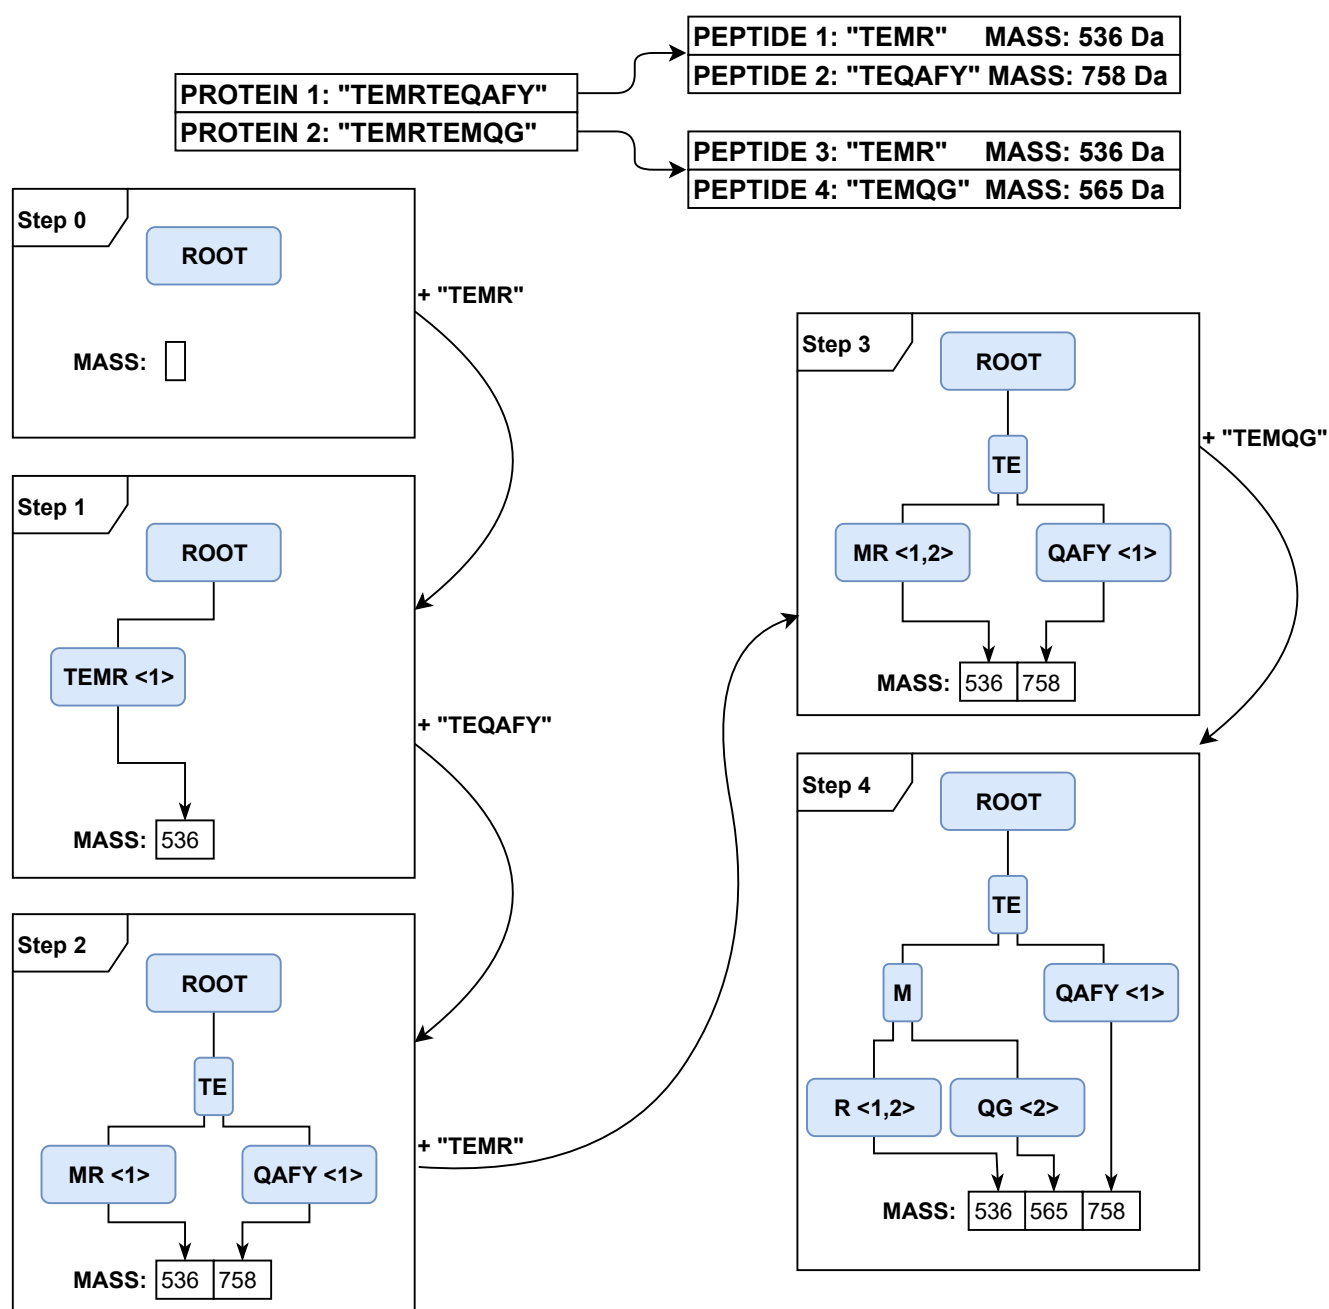 PEPTIDE 1: "TEMR" MASS: 536 Da
PEPTIDE 2: "TEQAFY" MASS: 758 Da
PROTEIN 1: "TEMRTEQAFY"
PROTEIN 2: "TEMRTEMQG"
PEPTIDE 3: "TEMR" MASS: 536 Da
PEPTIDE 4: "TEMQG" MASS: 565 Da
Step 0
ROOT
MASS:
+ "TEMR"
Step 1
ROOT
TEMR <1>
MASS: 536
+ "TEQAFY"
Step 2
ROOT
TE
MR <1> QAFY <1>
MASS: 536 758
+ "TEMR"
Step 3
ROOT
TE
MR <1,2> QAFY <1>
MASS: 536 758
+ "TEMQG"
Step 4
ROOT
TE
M QAFY <1>
R <1,2> QG <2>
MASS: 536 565 758